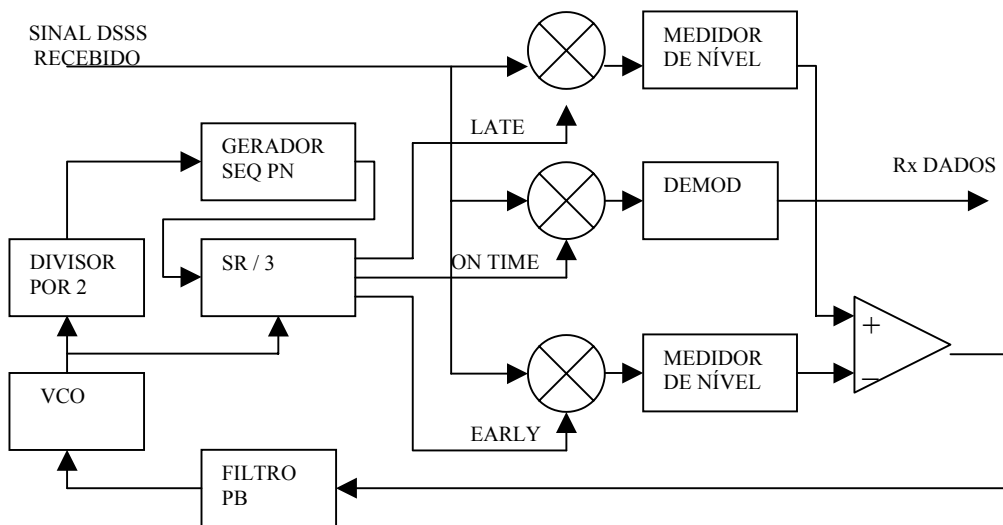 SINAL DSSS
RECEBIDO
MEDIDOR
DE NÍVEL
LATE
GERADOR
SEQ PN
DEMOD
Rx DADOS
DIVISOR
POR 2
SR / 3
ON TIME
+
−
VCO
MEDIDOR
DE NÍVEL
EARLY
FILTRO
PB